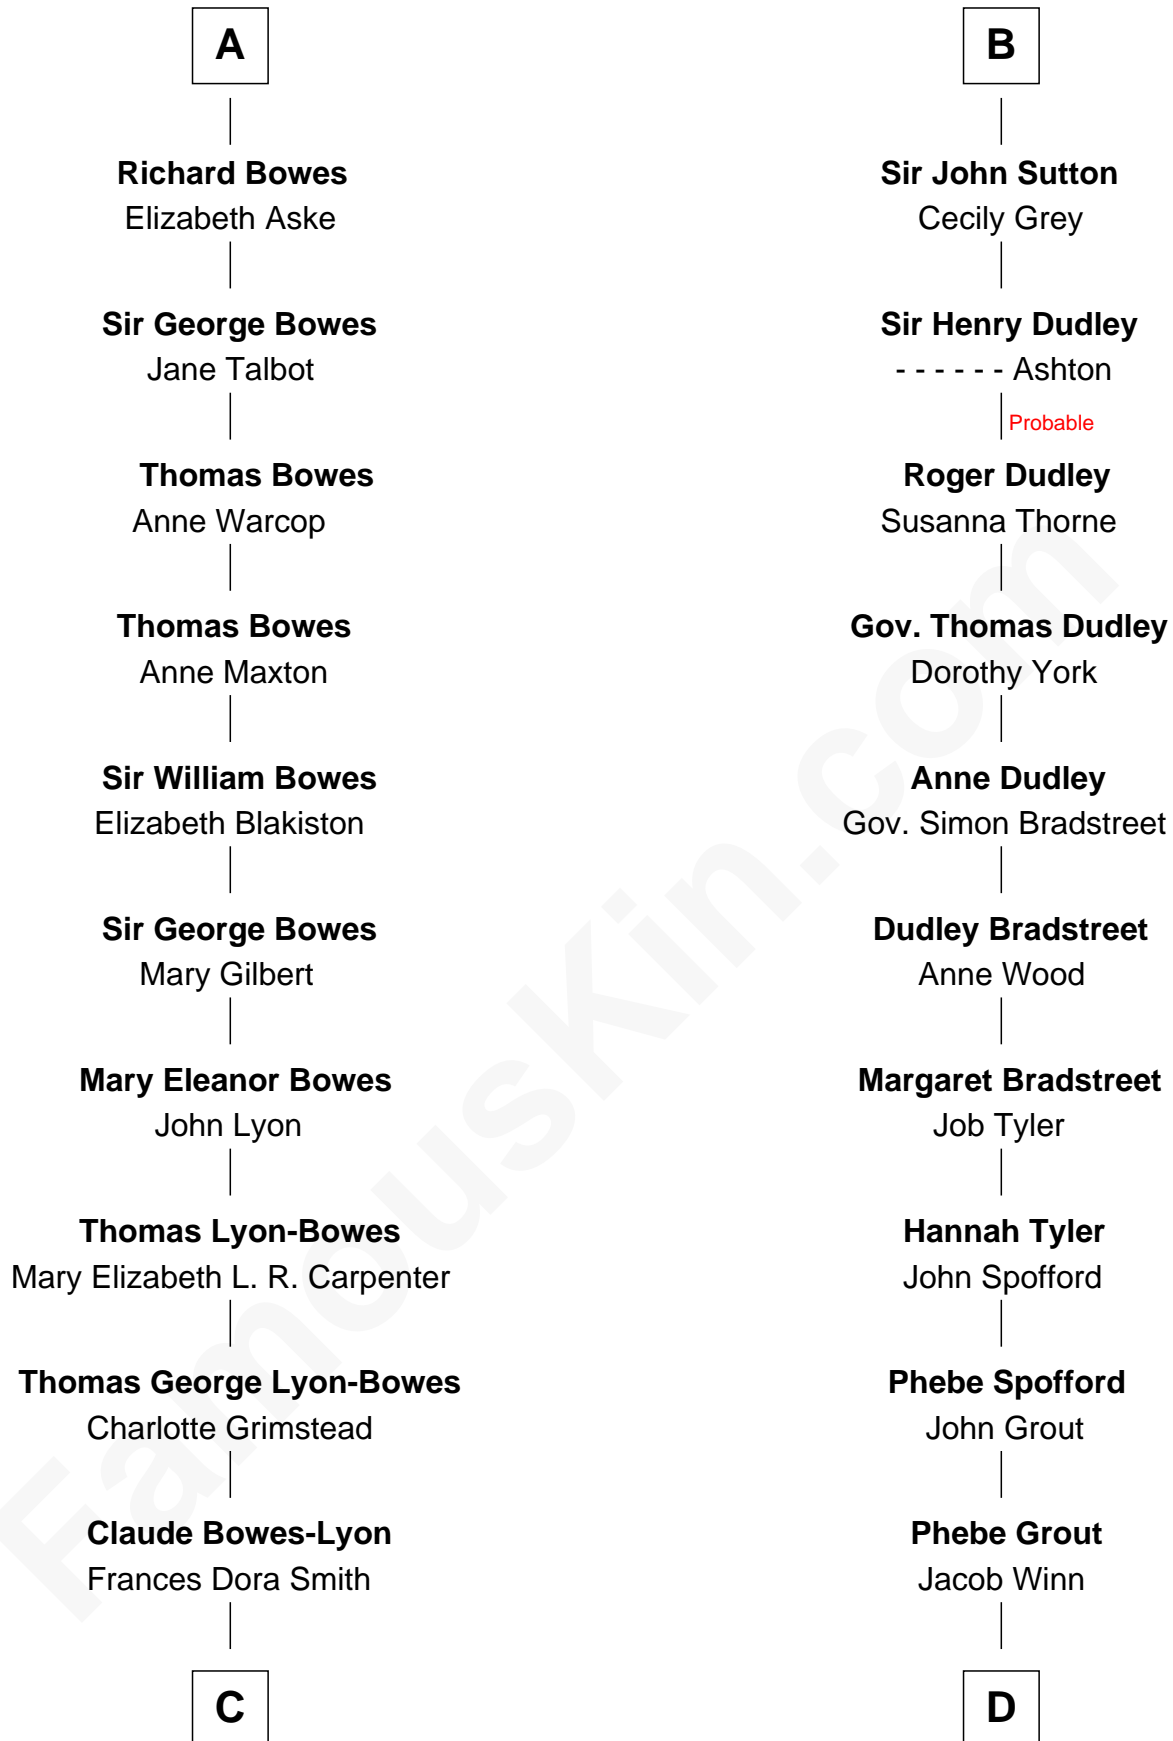 A
Richard Bowes
Elizabeth Aske
Sir George Bowes
Jane Talbot
Thomas Bowes
Anne Warcop
Thomas Bowes
Anne Maxton
Sir William Bowes
Elizabeth Blakiston
Sir George Bowes
Mary Gilbert
Mary Eleanor Bowes
John Lyon
Thomas Lyon-Bowes
Mary Elizabeth L. R. Carpenter
Thomas George Lyon-Bowes
Charlotte Grimstead
Claude Bowes-Lyon
Frances Dora Smith
C
B
Sir John Sutton
Cecily Grey
Sir Henry Dudley
- - - - - - Ashton
Probable
Roger Dudley
Susanna Thorne
Gov. Thomas Dudley
Dorothy York
Anne Dudley
Gov. Simon Bradstreet
Dudley Bradstreet
Anne Wood
Margaret Bradstreet
Job Tyler
Hannah Tyler
John Spofford
Phebe Spofford
John Grout
Phebe Grout
Jacob Winn
D
FamousKin.com